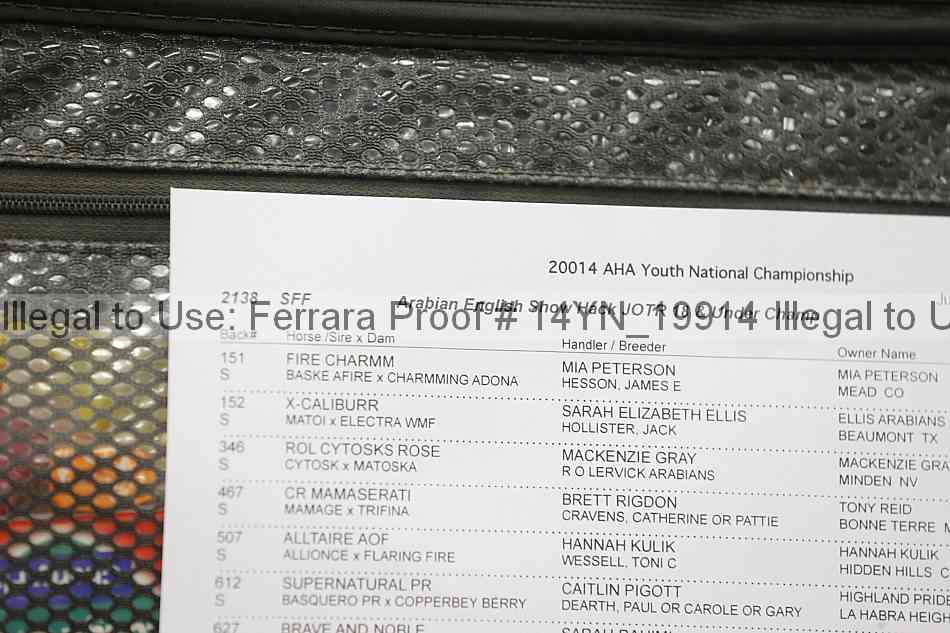 20014 AHA Youth National Championship
2138 SFF Arabian English Show Hack JOTR 18 & Under Champ
Illegal to Use: Ferrara Proof # 14YN_19914 Illegal to U
Back# Horse /Sire x Dam Handler / Breeder Owner Name
151 FIRE CHARMM MIA PETERSON MIA PETERSON
S BASKE AFIRE x CHARMMING ADONA HESSON, JAMES E MEAD CO
152 X-CALIBURR SARAH ELIZABETH ELLIS ELLIS ARABIANS
S MATOI x ELECTRA WMF HOLLISTER, JACK BEAUMONT TX
346 ROL CYTOSKS ROSE MACKENZIE GRAY MACKENZIE GRA
S CYTOSK x MATOSKA R O LERVICK ARABIANS MINDEN NV
467 CR MAMASERATI BRETT RIGDON TONY REID
S MAMAGE x TRIFINA CRAVENS, CATHERINE OR PATTIE BONNE TERRE M
507 ALLTAIRE AOF HANNAH KULIK HANNAH KULIK
S ALLIONCE x FLARING FIRE WESSELL, TONI C HIDDEN HILLS C
612 SUPERNATURAL PR CAITLIN PIGOTT HIGHLAND PRIDE
S BASQUERO PR x COPPERBEY BERRY DEARTH, PAUL OR CAROLE OR GARY LA HABRA HEIGH
627 BRAVE AND NOBLE